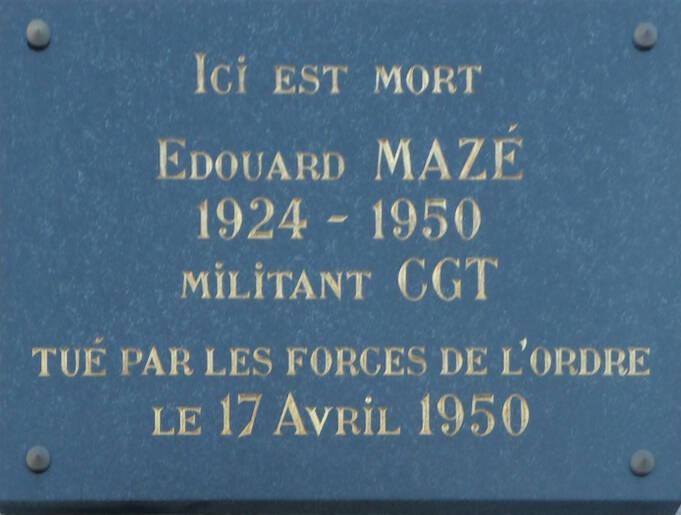 Ici est mort
Edouard MAZÉ
1924 - 1950
militant CGT
tué par les forces de l'ordre
le 17 Avril 1950